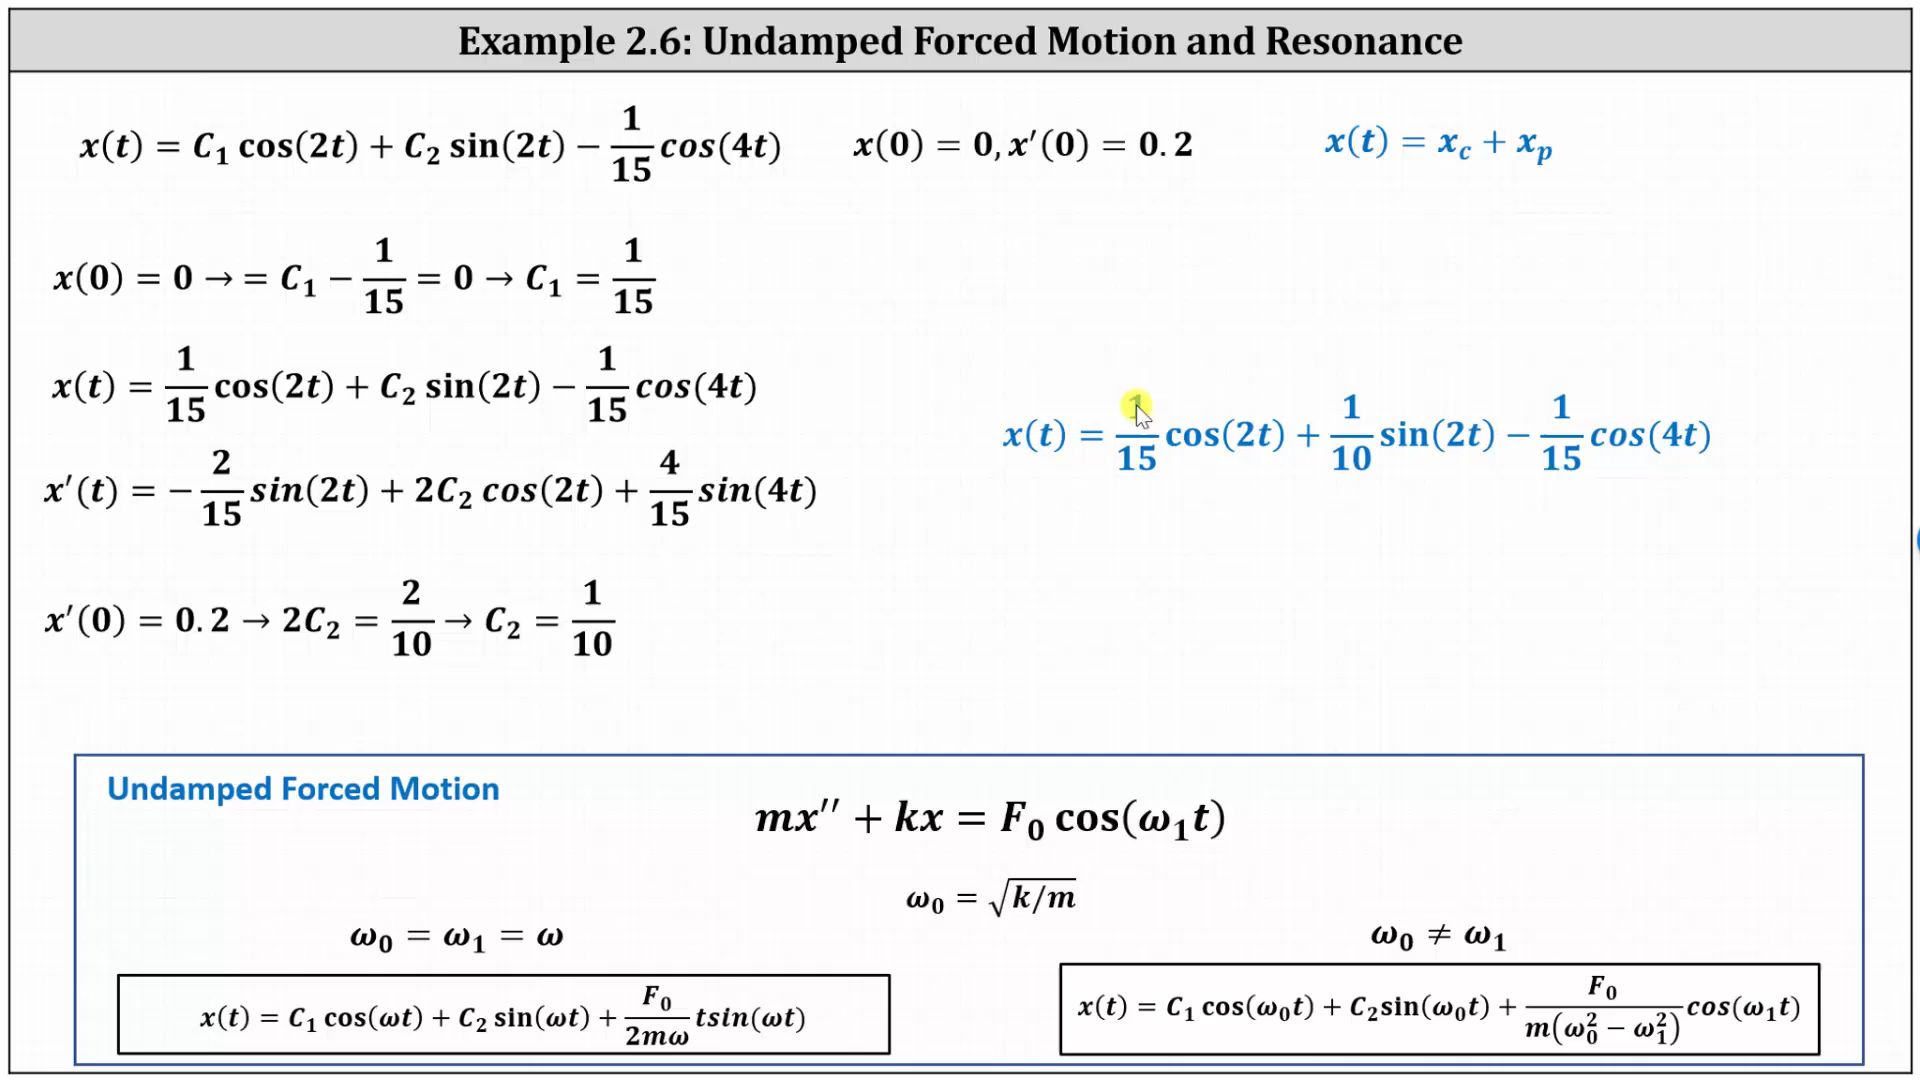 Example 2.6: Undamped Forced Motion and Resonance
x(t) = C₁ cos(2t) + C₂ sin(2t) − 1/15 cos(4t)    x(0) = 0, x′(0) = 0.2    x(t) = x_c + x_p
x(0) = 0 → = C₁ − 1/15 = 0 → C₁ = 1/15
x(t) = 1/15 cos(2t) + C₂ sin(2t) − 1/15 cos(4t)
x(t) = 1/15 cos(2t) + 1/10 sin(2t) − 1/15 cos(4t)
x′(t) = − 2/15 sin(2t) + 2C₂ cos(2t) + 4/15 sin(4t)
x′(0) = 0.2 → 2C₂ = 2/10 → C₂ = 1/10
Undamped Forced Motion
mx′′ + kx = F₀ cos(ω₁t)
ω₀ = √(k/m)
ω₀ = ω₁ = ω
x(t) = C₁ cos(ωt) + C₂ sin(ωt) + F₀/(2mω) tsin(ωt)
ω₀ ≠ ω₁
x(t) = C₁ cos(ω₀t) + C₂sin(ω₀t) + F₀/(m(ω₀² − ω₁²)) cos(ω₁t)